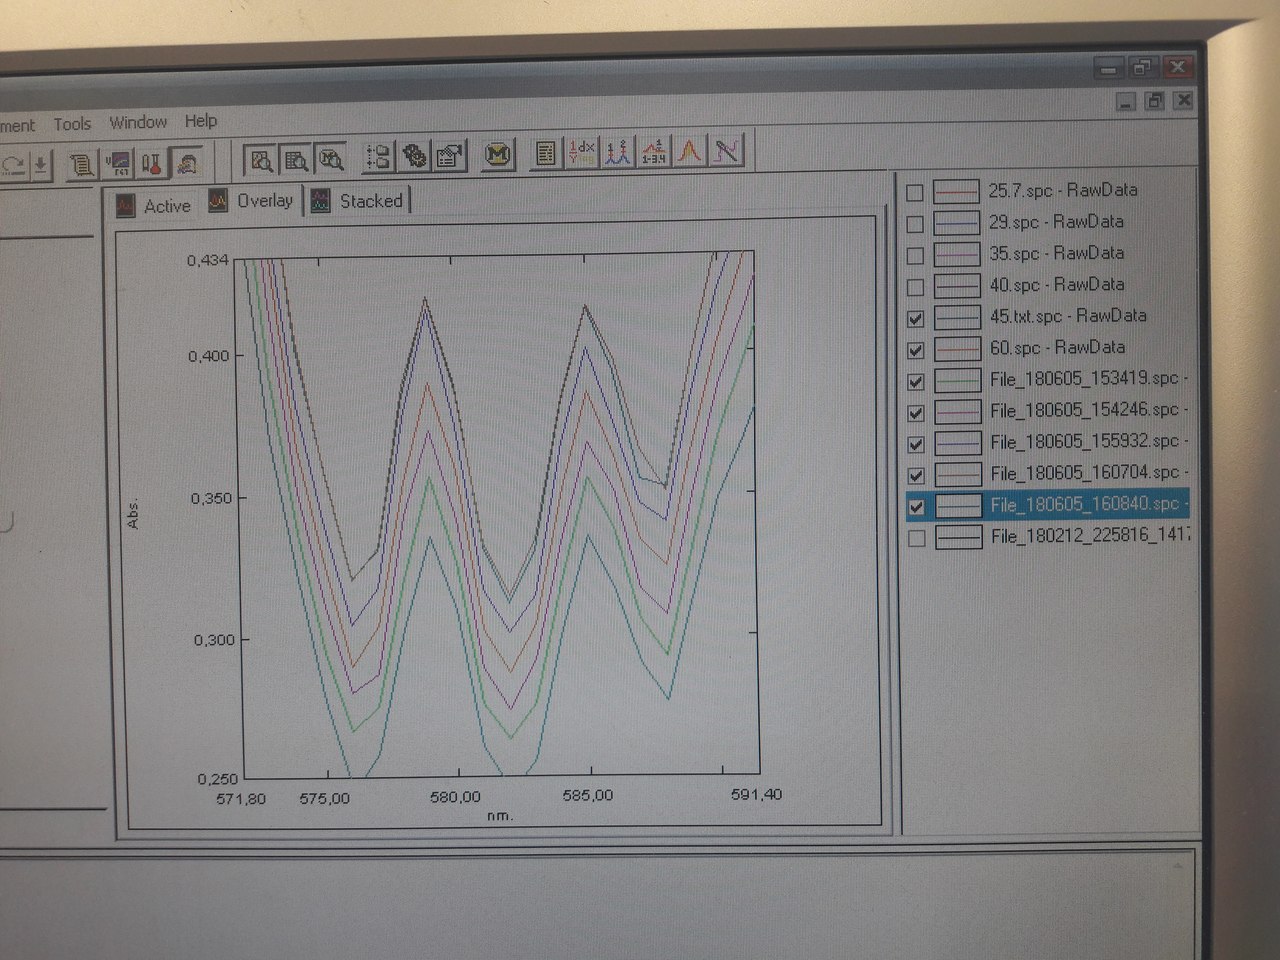 ment Tools Window Help
Active Overlay Stacked
0,434
0,400
0,350
0,300
0,250
Abs.
571,80 575,00 580,00 585,00 591,40
nm.
25.7.spc - RawData
29.spc - RawData
35.spc - RawData
40.spc - RawData
45.txt.spc - RawData
60.spc - RawData
File_180605_153419.spc -
File_180605_154246.spc -
File_180605_155932.spc -
File_180605_160704.spc -
File_180605_160840.spc -
File_180212_225816_1417